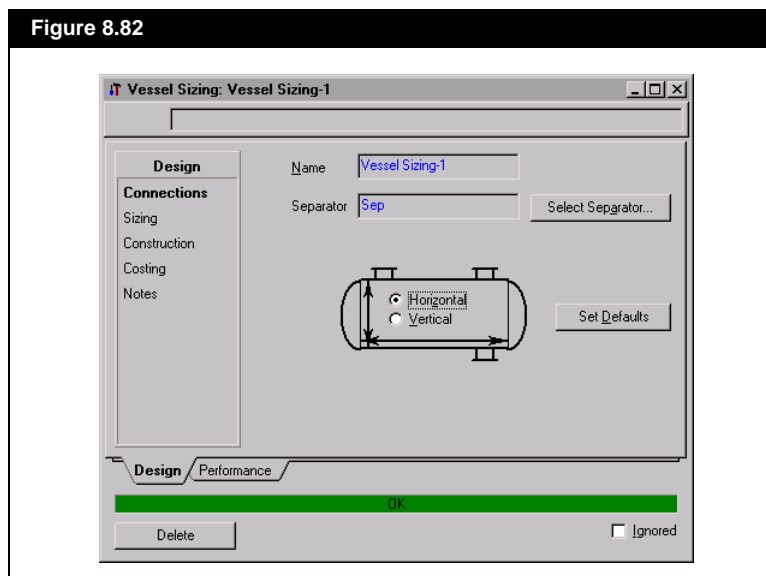 Figure 8.82
Vessel Sizing: Vessel Sizing-1
Design
Connections
Sizing
Construction
Costing
Notes
Name Vessel Sizing-1
Separator Sep Select Separator...
Horizontal
Vertical
Set Defaults
Design Performance
OK
Delete Ignored